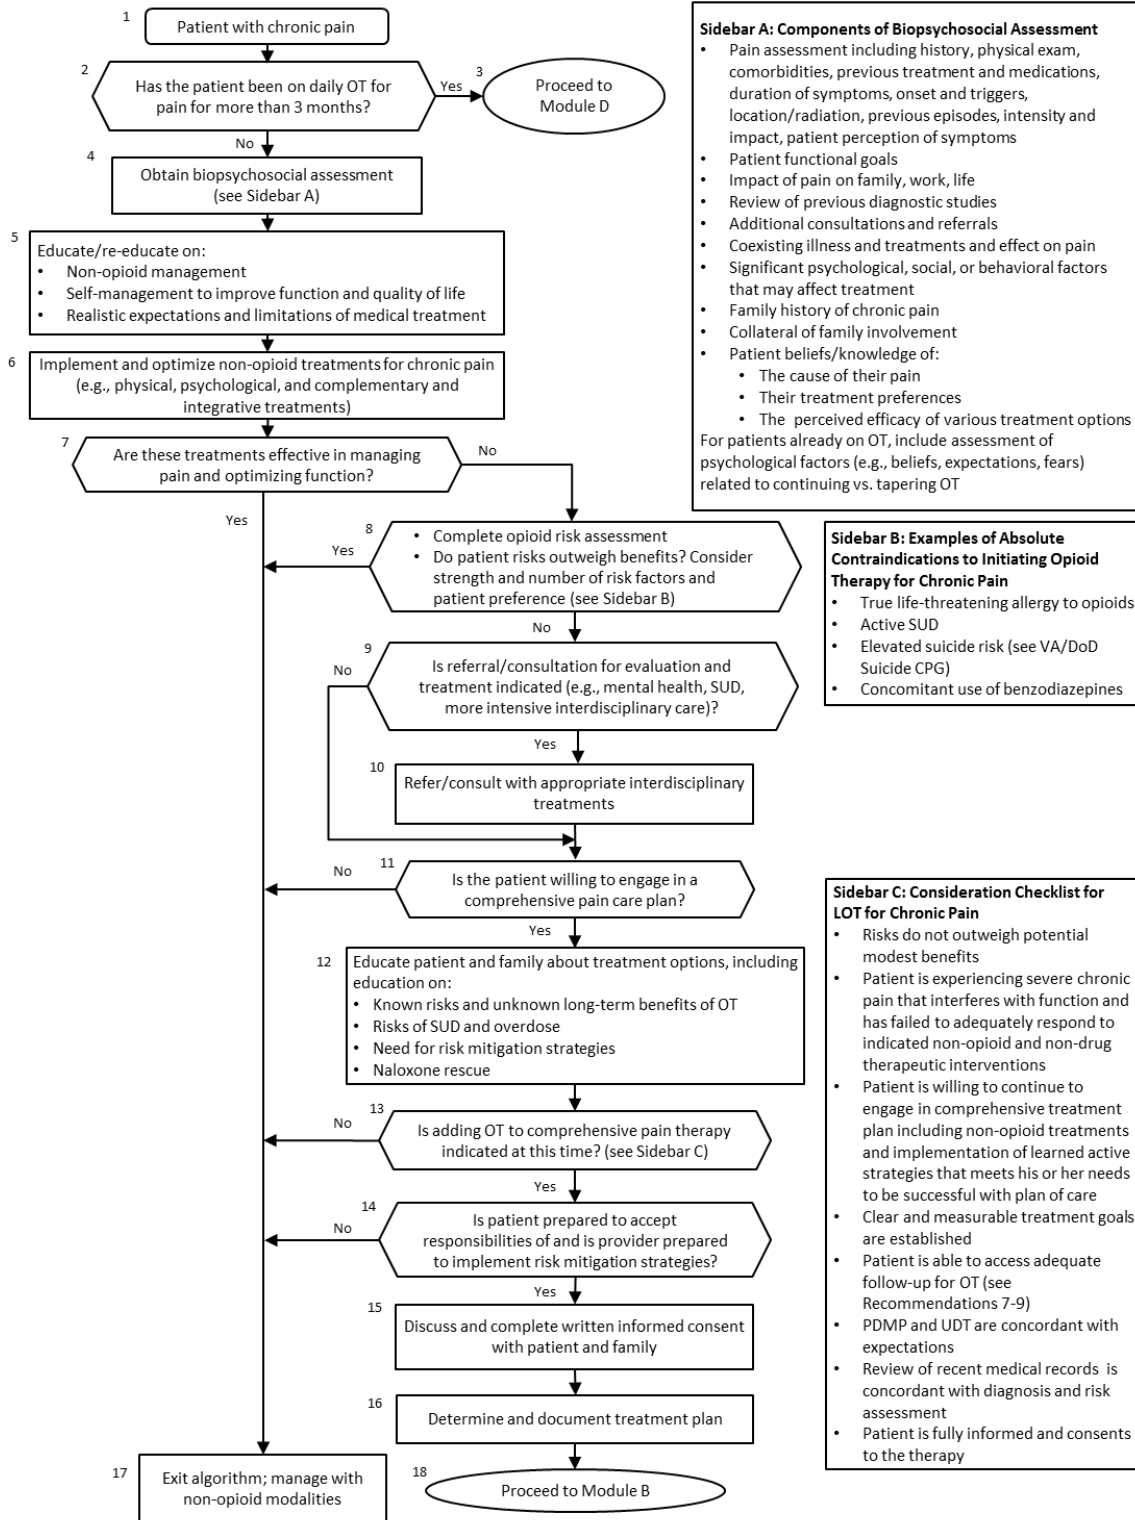 1
Patient with chronic pain
2
Has the patient been on daily OT for
pain for more than 3 months?
Yes
3
Proceed to
Module D
No
4
Obtain biopsychosocial assessment
(see Sidebar A)
5
Educate/re-educate on:
• Non-opioid management
• Self-management to improve function and quality of life
• Realistic expectations and limitations of medical treatment
6
Implement and optimize non-opioid treatments for chronic pain
(e.g., physical, psychological, and complementary and
integrative treatments)
7
Are these treatments effective in managing
pain and optimizing function?
No
Yes
8
• Complete opioid risk assessment
• Do patient risks outweigh benefits? Consider
strength and number of risk factors and
patient preference (see Sidebar B)
Yes
No
9
Is referral/consultation for evaluation and
treatment indicated (e.g., mental health, SUD,
more intensive interdisciplinary care)?
No
Yes
10
Refer/consult with appropriate interdisciplinary
treatments
11
Is the patient willing to engage in a
comprehensive pain care plan?
No
Yes
12
Educate patient and family about treatment options, including
education on:
• Known risks and unknown long-term benefits of OT
• Risks of SUD and overdose
• Need for risk mitigation strategies
• Naloxone rescue
13
Is adding OT to comprehensive pain therapy
indicated at this time? (see Sidebar C)
No
Yes
14
Is patient prepared to accept
responsibilities of and is provider prepared
to implement risk mitigation strategies?
No
Yes
15
Discuss and complete written informed consent
with patient and family
16
Determine and document treatment plan
17
Exit algorithm; manage with
non-opioid modalities
18
Proceed to Module B
Sidebar A: Components of Biopsychosocial Assessment
• Pain assessment including history, physical exam,
comorbidities, previous treatment and medications,
duration of symptoms, onset and triggers,
location/radiation, previous episodes, intensity and
impact, patient perception of symptoms
• Patient functional goals
• Impact of pain on family, work, life
• Review of previous diagnostic studies
• Additional consultations and referrals
• Coexisting illness and treatments and effect on pain
• Significant psychological, social, or behavioral factors
that may affect treatment
• Family history of chronic pain
• Collateral of family involvement
• Patient beliefs/knowledge of:
• The cause of their pain
• Their treatment preferences
• The perceived efficacy of various treatment options
For patients already on OT, include assessment of
psychological factors (e.g., beliefs, expectations, fears)
related to continuing vs. tapering OT
Sidebar B: Examples of Absolute
Contraindications to Initiating Opioid
Therapy for Chronic Pain
• True life-threatening allergy to opioids
• Active SUD
• Elevated suicide risk (see VA/DoD
Suicide CPG)
• Concomitant use of benzodiazepines
Sidebar C: Consideration Checklist for
LOT for Chronic Pain
• Risks do not outweigh potential
modest benefits
• Patient is experiencing severe chronic
pain that interferes with function and
has failed to adequately respond to
indicated non-opioid and non-drug
therapeutic interventions
• Patient is willing to continue to
engage in comprehensive treatment
plan including non-opioid treatments
and implementation of learned active
strategies that meets his or her needs
to be successful with plan of care
• Clear and measurable treatment goals
are established
• Patient is able to access adequate
follow-up for OT (see
Recommendations 7-9)
• PDMP and UDT are concordant with
expectations
• Review of recent medical records is
concordant with diagnosis and risk
assessment
• Patient is fully informed and consents
to the therapy